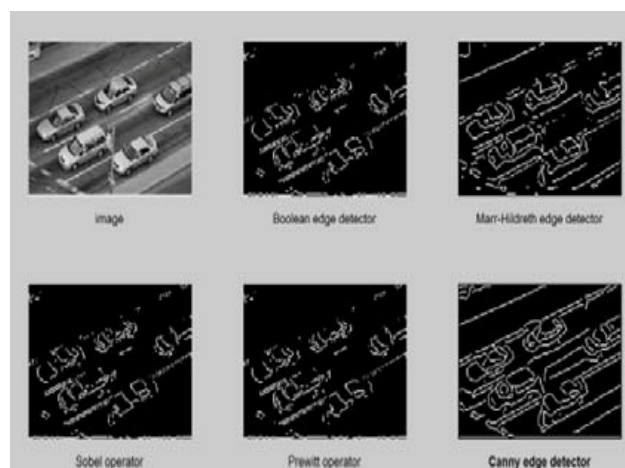 image
Boolean edge detector
Marr-Hildreth edge detector
Sobel operator
Prewitt operator
Canny edge detector